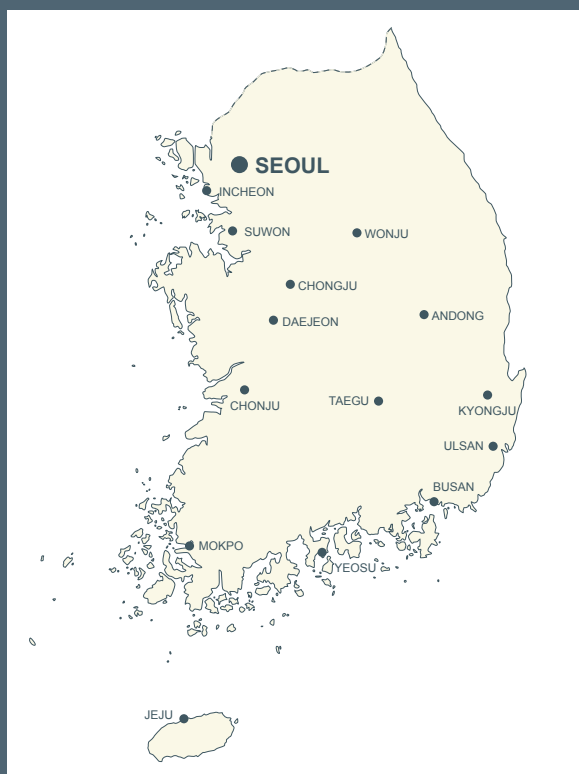 SEOUL
INCHEON
SUWON
WONJU
CHONGJU
ANDONG
DAEJEON
CHONJU
TAEGU
KYONGJU
ULSAN
BUSAN
MOKPO
YEOSU
JEJU